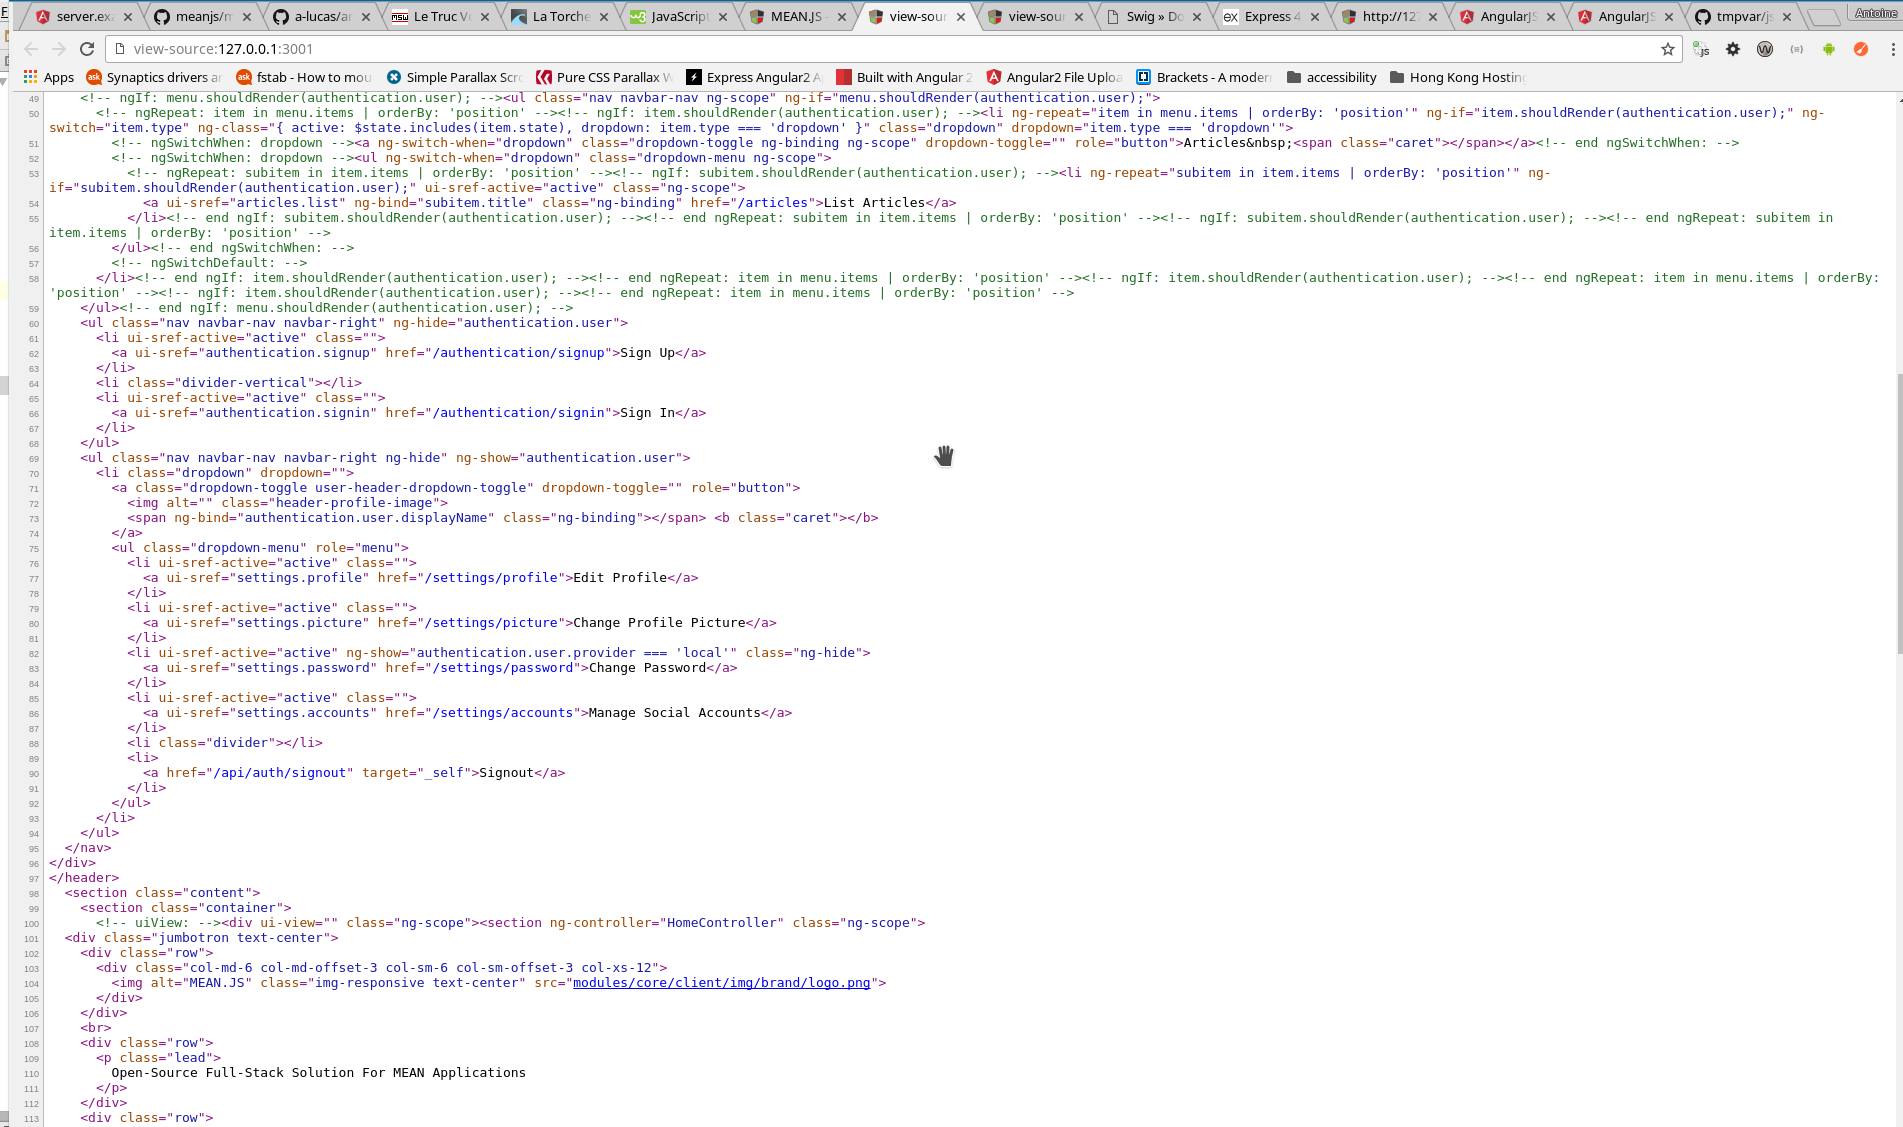 server.ex
meanjs/m
a-lucas/a
Le Truc V
La Torche
JavaScrip
MEAN.JS -
view-sour
view-sour
Swig » Do
Express 4
http://127
AngularJS
AngularJS
tmpvar/js
Antoine
view-source:127.0.0.1:3001
Apps
Synaptics drivers ar
fstab - How to mou
Simple Parallax Scr
Pure CSS Parallax W
Express Angular2 A
Built with Angular 2
Angular2 File Uploa
Brackets - A modern
accessibility
Hong Kong Hosting
49 <!-- ngIf: menu.shouldRender(authentication.user); --><ul class="nav navbar-nav ng-scope" ng-if="menu.shouldRender(authentication.user);">
50 <!-- ngRepeat: item in menu.items | orderBy: 'position' --><!-- ngIf: item.shouldRender(authentication.user); --><li ng-repeat="item in menu.items | orderBy: 'position'" ng-if="item.shouldRender(authentication.user);" ng-
switch="item.type" ng-class="{ active: $state.includes(item.state), dropdown: item.type === 'dropdown' }" class="dropdown" dropdown="item.type === 'dropdown'">
51 <!-- ngSwitchWhen: dropdown --><a ng-switch-when="dropdown" class="dropdown-toggle ng-binding ng-scope" dropdown-toggle="" role="button">Articles&nbsp;<span class="caret"></span></a><!-- end ngSwitchWhen: -->
52 <!-- ngSwitchWhen: dropdown --><ul ng-switch-when="dropdown" class="dropdown-menu ng-scope">
53 <!-- ngRepeat: subitem in item.items | orderBy: 'position' --><!-- ngIf: subitem.shouldRender(authentication.user); --><li ng-repeat="subitem in item.items | orderBy: 'position'" ng-
if="subitem.shouldRender(authentication.user);" ui-sref-active="active" class="ng-scope">
54 <a ui-sref="articles.list" ng-bind="subitem.title" class="ng-binding" href="/articles">List Articles</a>
55 </li><!-- end ngIf: subitem.shouldRender(authentication.user); --><!-- end ngRepeat: subitem in item.items | orderBy: 'position' --><!-- ngIf: subitem.shouldRender(authentication.user); --><!-- end ngRepeat: subitem in
item.items | orderBy: 'position' -->
56 </ul><!-- end ngSwitchWhen: -->
57 <!-- ngSwitchDefault: -->
58 </li><!-- end ngIf: item.shouldRender(authentication.user); --><!-- end ngRepeat: item in menu.items | orderBy: 'position' --><!-- ngIf: item.shouldRender(authentication.user); --><!-- end ngRepeat: item in menu.items | orderBy:
'position' --><!-- ngIf: item.shouldRender(authentication.user); --><!-- end ngRepeat: item in menu.items | orderBy: 'position' -->
59 </ul><!-- end ngIf: menu.shouldRender(authentication.user); -->
60 <ul class="nav navbar-nav navbar-right" ng-hide="authentication.user">
61 <li ui-sref-active="active" class="">
62 <a ui-sref="authentication.signup" href="/authentication/signup">Sign Up</a>
63 </li>
64 <li class="divider-vertical"></li>
65 <li ui-sref-active="active" class="">
66 <a ui-sref="authentication.signin" href="/authentication/signin">Sign In</a>
67 </li>
68 </ul>
69 <ul class="nav navbar-nav navbar-right ng-hide" ng-show="authentication.user">
70 <li class="dropdown" dropdown="">
71 <a class="dropdown-toggle user-header-dropdown-toggle" dropdown-toggle="" role="button">
72 <img alt="" class="header-profile-image">
73 <span ng-bind="authentication.user.displayName" class="ng-binding"></span> <b class="caret"></b>
74 </a>
75 <ul class="dropdown-menu" role="menu">
76 <li ui-sref-active="active" class="">
77 <a ui-sref="settings.profile" href="/settings/profile">Edit Profile</a>
78 </li>
79 <li ui-sref-active="active" class="">
80 <a ui-sref="settings.picture" href="/settings/picture">Change Profile Picture</a>
81 </li>
82 <li ui-sref-active="active" ng-show="authentication.user.provider === 'local'" class="ng-hide">
83 <a ui-sref="settings.password" href="/settings/password">Change Password</a>
84 </li>
85 <li ui-sref-active="active" class="">
86 <a ui-sref="settings.accounts" href="/settings/accounts">Manage Social Accounts</a>
87 </li>
88 <li class="divider"></li>
89 <li>
90 <a href="/api/auth/signout" target="_self">Signout</a>
91 </li>
92 </ul>
93 </li>
94 </ul>
95 </nav>
96 </div>
97 </header>
98 <section class="content">
99 <section class="container">
100 <!-- uiView: --><div ui-view="" class="ng-scope"><section ng-controller="HomeController" class="ng-scope">
101 <div class="jumbotron text-center">
102 <div class="row">
103 <div class="col-md-6 col-md-offset-3 col-sm-6 col-sm-offset-3 col-xs-12">
104 <img alt="MEAN.JS" class="img-responsive text-center" src="modules/core/client/img/brand/logo.png">
105 </div>
106 </div>
107 <br>
108 <div class="row">
109 <p class="lead">
110 Open-Source Full-Stack Solution For MEAN Applications
111 </p>
112 </div>
113 <div class="row">